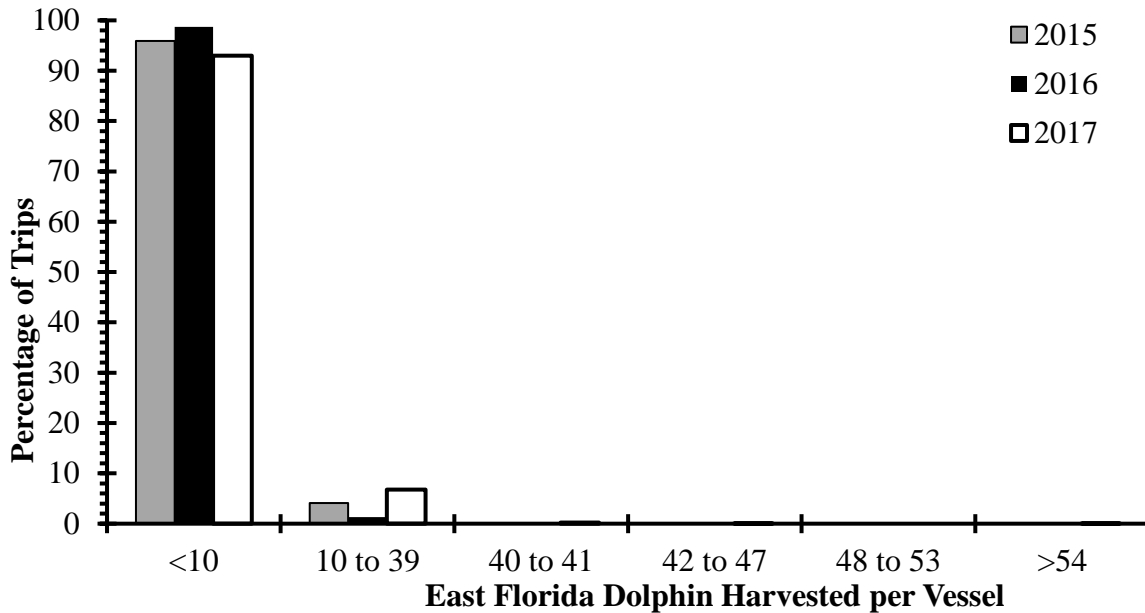 100
90
80
70
60
50
40
30
20
10
0
Percentage of Trips
2015
2016
2017
<10
10 to 39
40 to 41
42 to 47
48 to 53
>54
East Florida Dolphin Harvested per Vessel